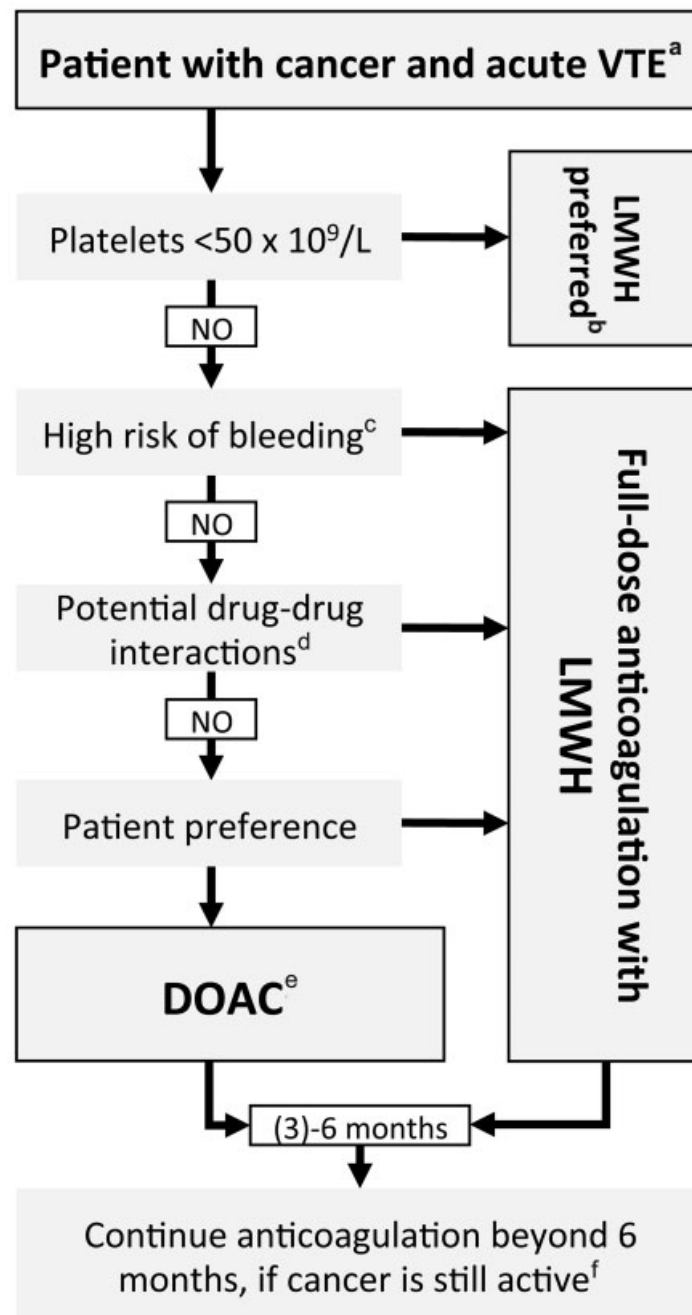 Patient with cancer and acute VTEᵃ
Platelets <50 x 10⁹/L
LMWH
preferredᵇ
NO
High risk of bleedingᶜ
NO
Potential drug-drug
interactionsᵈ
NO
Patient preference
Full-dose anticoagulation with
LMWH
DOACᵉ
(3)-6 months
Continue anticoagulation beyond 6
months, if cancer is still activeᶠ